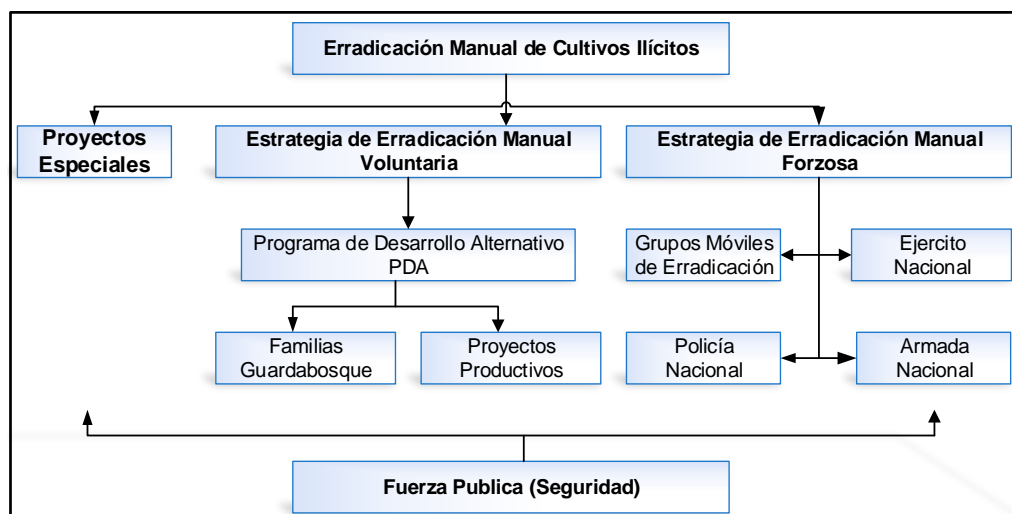 Erradicación Manual de Cultivos Ilícitos
Proyectos
Especiales
Estrategia de Erradicación Manual
Voluntaria
Estrategia de Erradicación Manual
Forzosa
Programa de Desarrollo Alternativo
PDA
Grupos Móviles
de Erradicación
Ejercito
Nacional
Familias
Guardabosque
Proyectos
Productivos
Policía
Nacional
Armada
Nacional
Fuerza Publica (Seguridad)